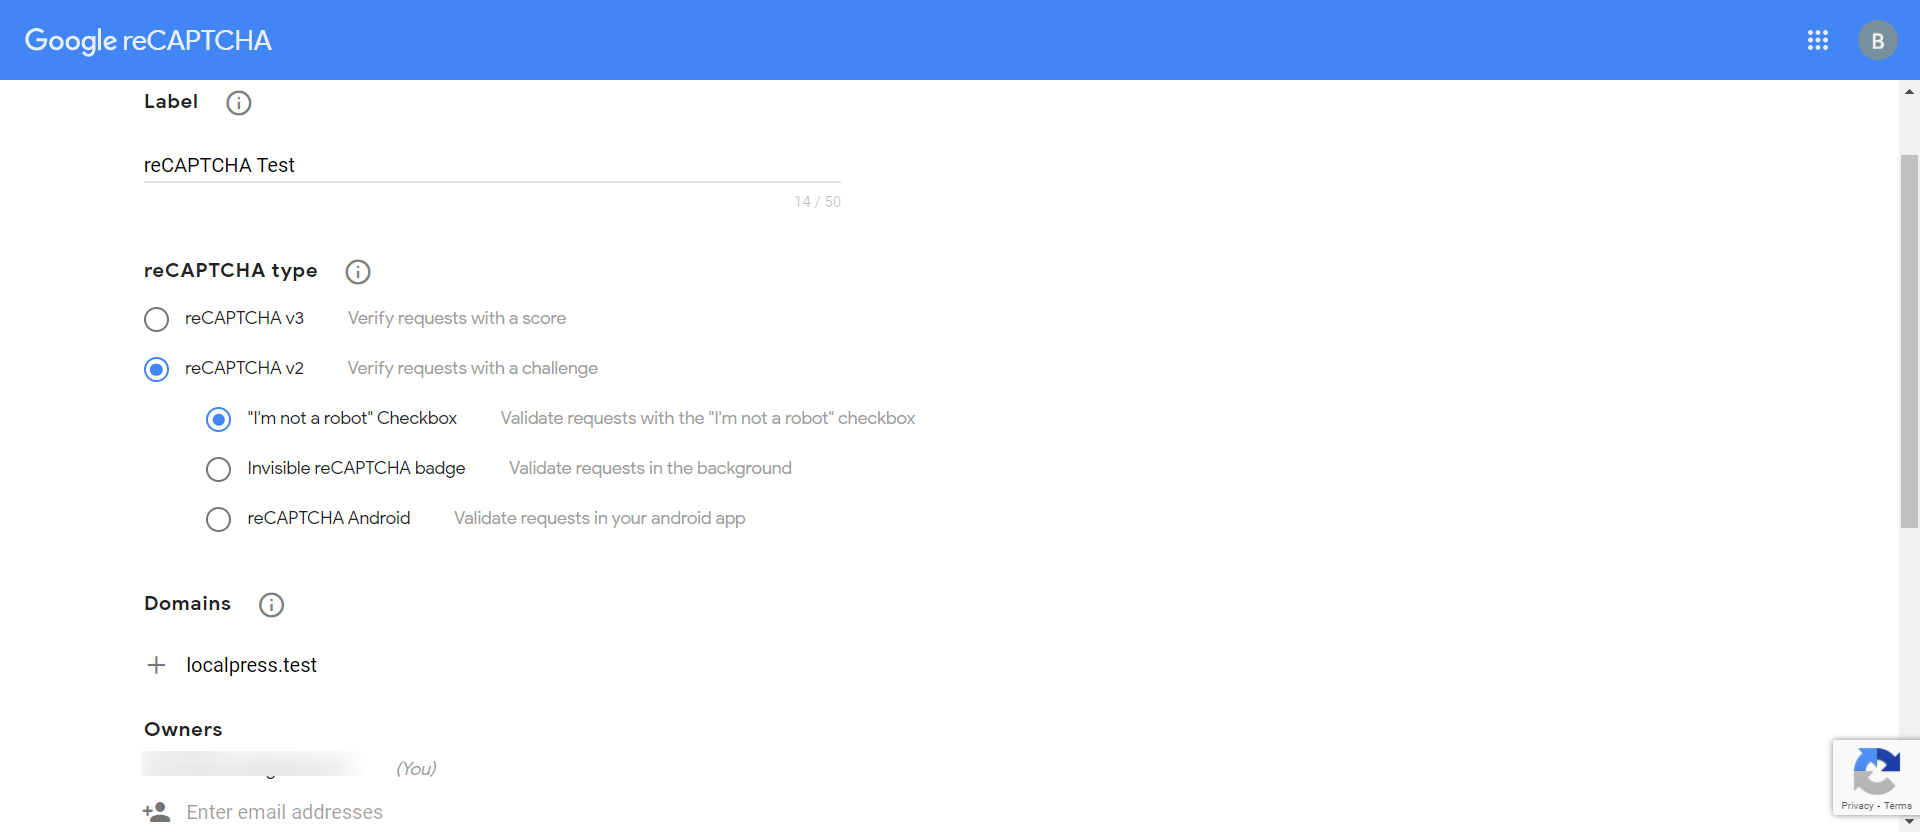 Google reCAPTCHA
B
Label
reCAPTCHA Test
14 / 50
reCAPTCHA type
reCAPTCHA v3 Verify requests with a score
reCAPTCHA v2 Verify requests with a challenge
"I'm not a robot" Checkbox Validate requests with the "I'm not a robot" checkbox
Invisible reCAPTCHA badge Validate requests in the background
reCAPTCHA Android Validate requests in your android app
Domains
localpress.test
Owners
(You)
Enter email addresses
Privacy - Terms